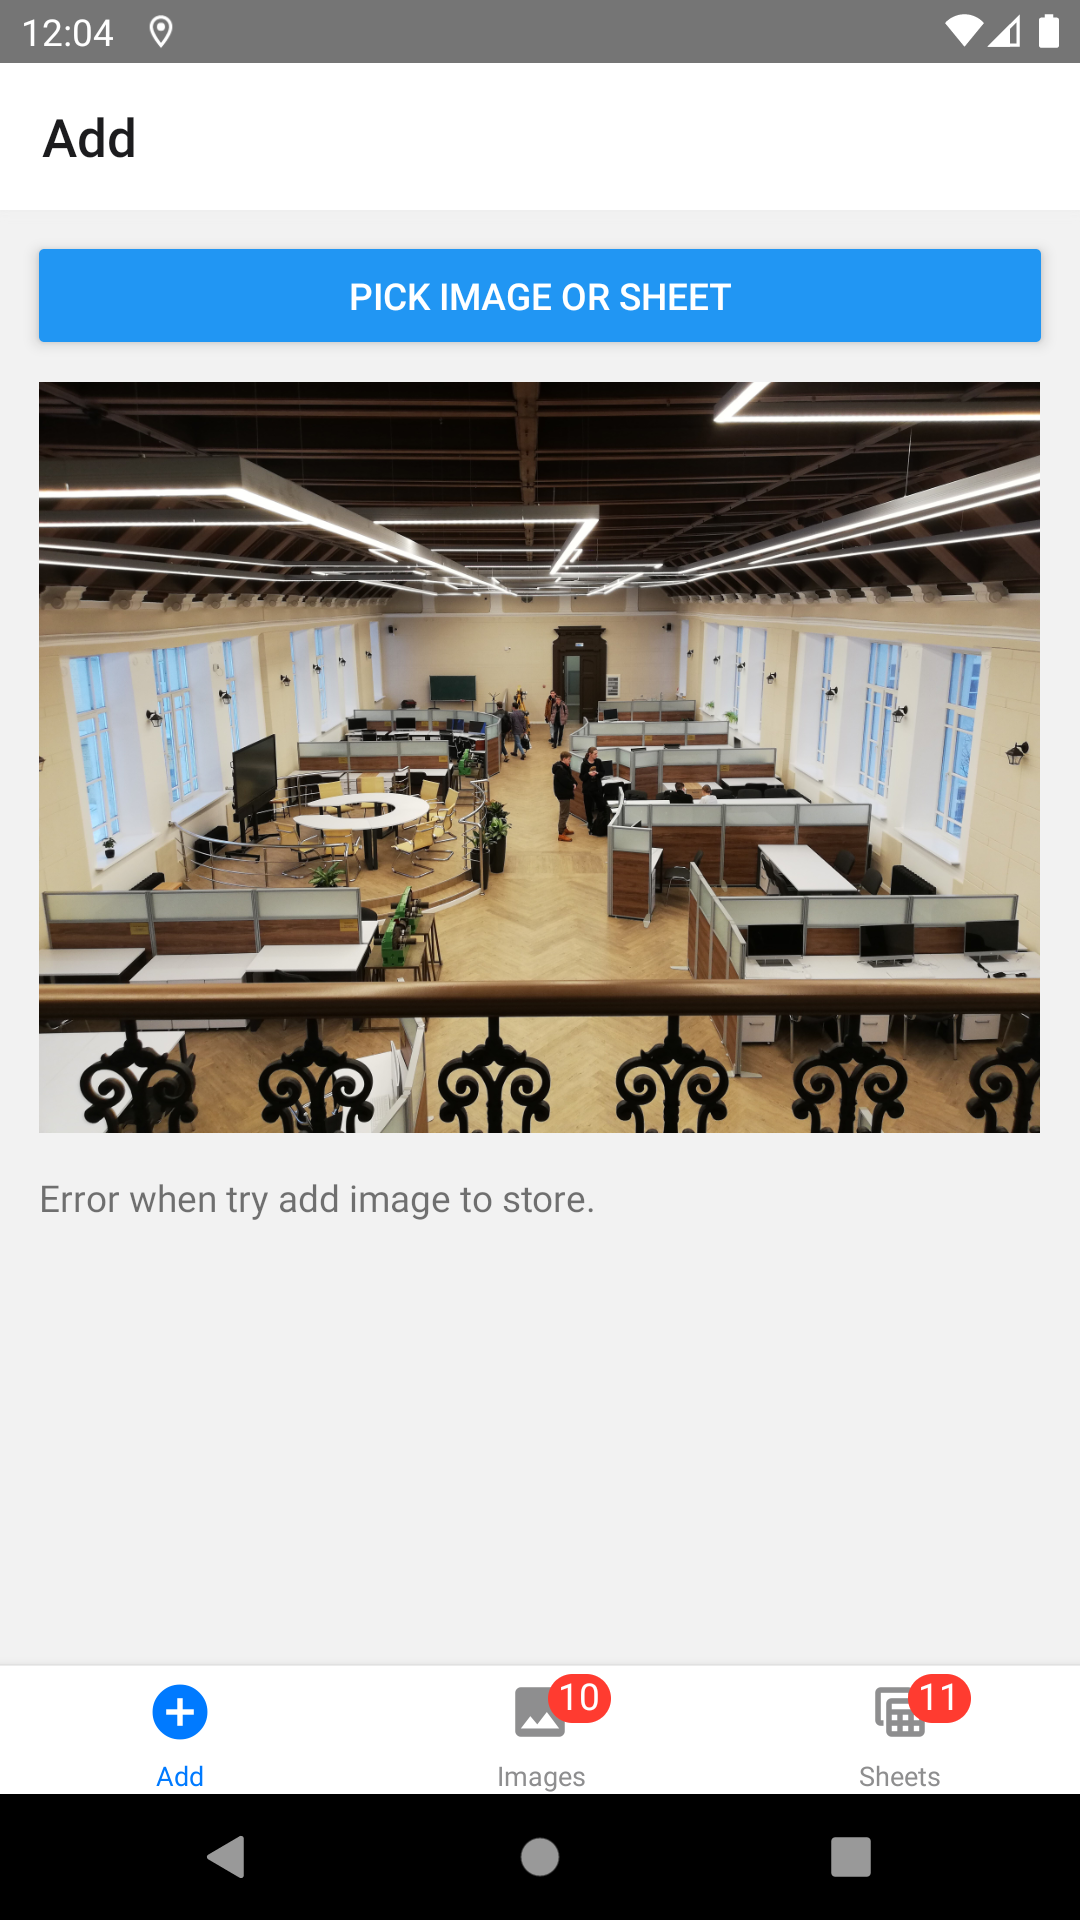 12:04
Add
PICK IMAGE OR SHEET
Error when try add image to store.
10
11
Add
Images
Sheets